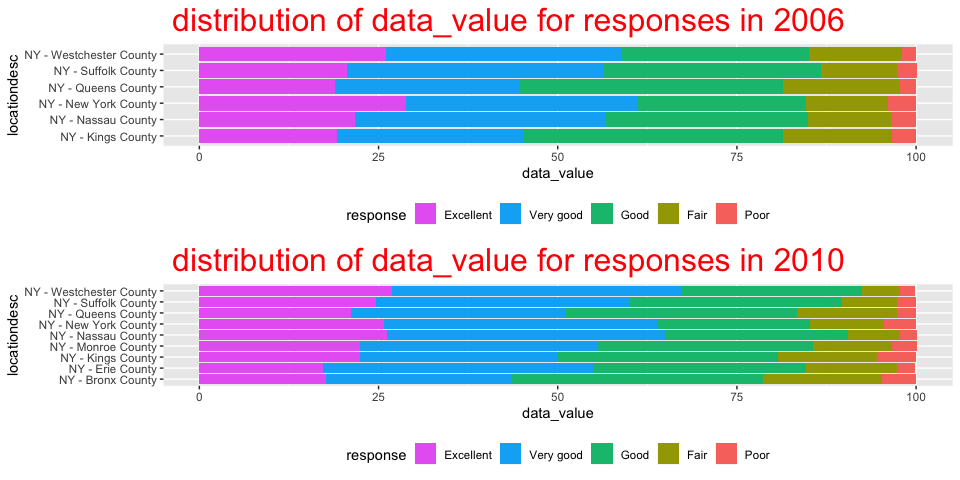 distribution of data_value for responses in 2006
locationdesc
NY - Westchester County
NY - Suffolk County
NY - Queens County
NY - New York County
NY - Nassau County
NY - Kings County
0 25 50 75 100
data_value
response Excellent Very good Good Fair Poor
distribution of data_value for responses in 2010
locationdesc
NY - Westchester County
NY - Suffolk County
NY - Queens County
NY - New York County
NY - Nassau County
NY - Monroe County
NY - Kings County
NY - Erie County
NY - Bronx County
0 25 50 75 100
data_value
response Excellent Very good Good Fair Poor